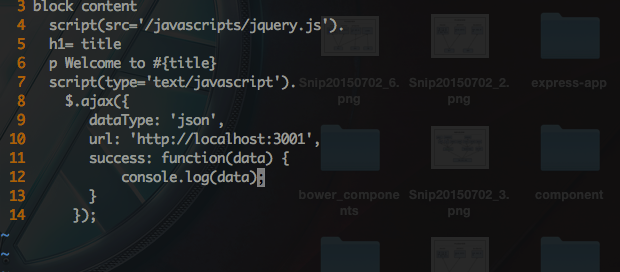 3 block content
4   script(src='/javascripts/jquery.js').
5   h1= title
6   p Welcome to #{title}
7   script(type='text/javascript').
8     $.ajax({
9        dataType: 'json',
10        url: 'http://localhost:3001',
11        success: function(data) {
12            console.log(data);
13        }
14      });
~
~
Snip20150702_6.
png
Snip20150702_2.
png
express-app
bower_compone
nts
Snip20150702_3.
png
component